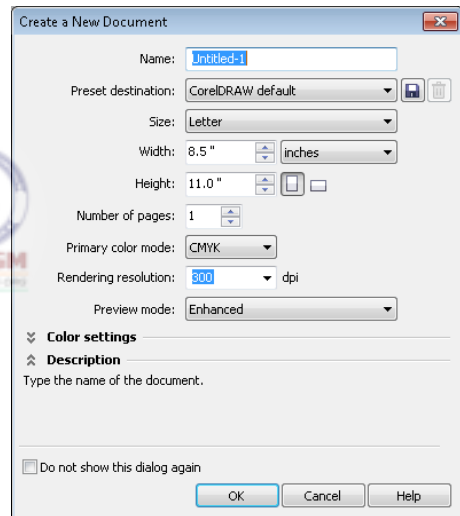 Create a New Document
Name: Untitled-1
Preset destination: CorelDRAW default
Size: Letter
Width: 8.5 " inches
Height: 11.0 "
Number of pages: 1
Primary color mode: CMYK
Rendering resolution: 300 dpi
Preview mode: Enhanced
Color settings
Description
Type the name of the document.
Do not show this dialog again
OK Cancel Help